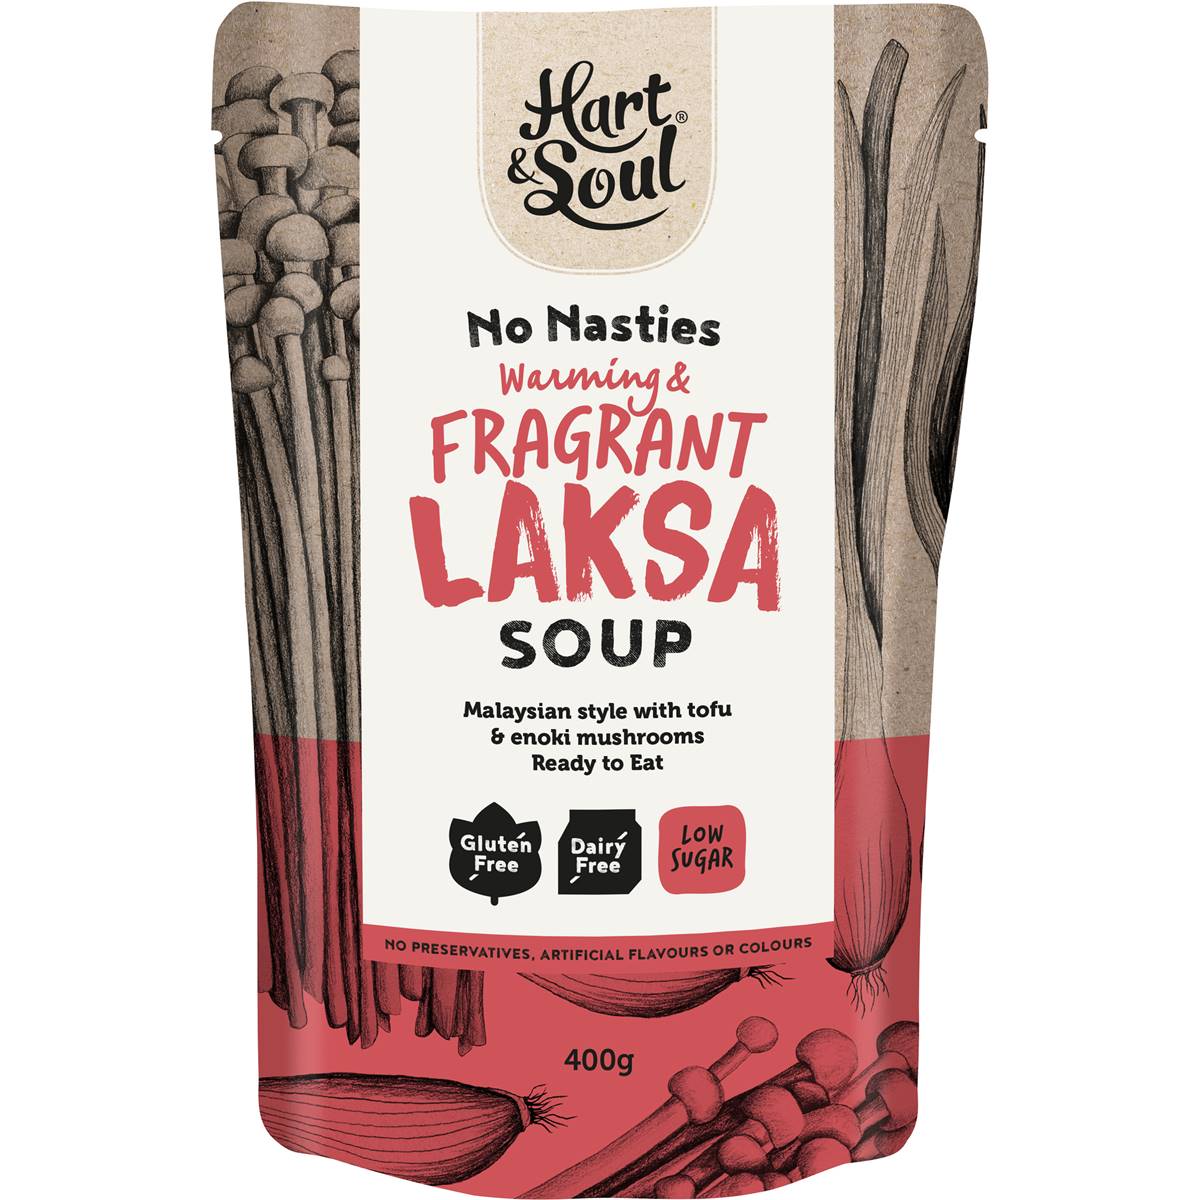 Hart®
&Soul
No Nasties
Warming &
FRAGRANT
LAKSA
SOUP
Malaysian style with tofu
& enoki mushrooms
Ready to Eat
Gluten
Free
Dairy
Free
LOW
SUGAR
NO PRESERVATIVES, ARTIFICIAL FLAVOURS OR COLOURS
400g